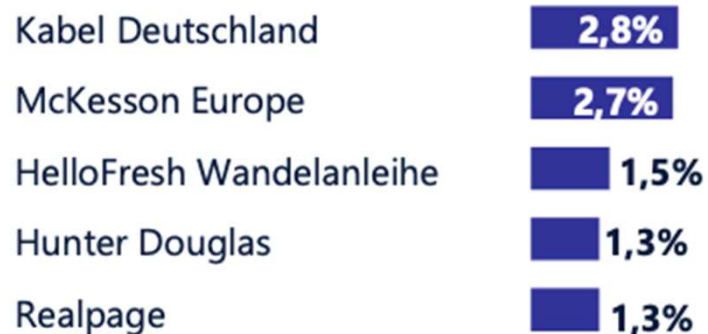 Kabel Deutschland 2,8%
McKesson Europe 2,7%
HelloFresh Wandelanleihe 1,5%
Hunter Douglas 1,3%
Realpage 1,3%